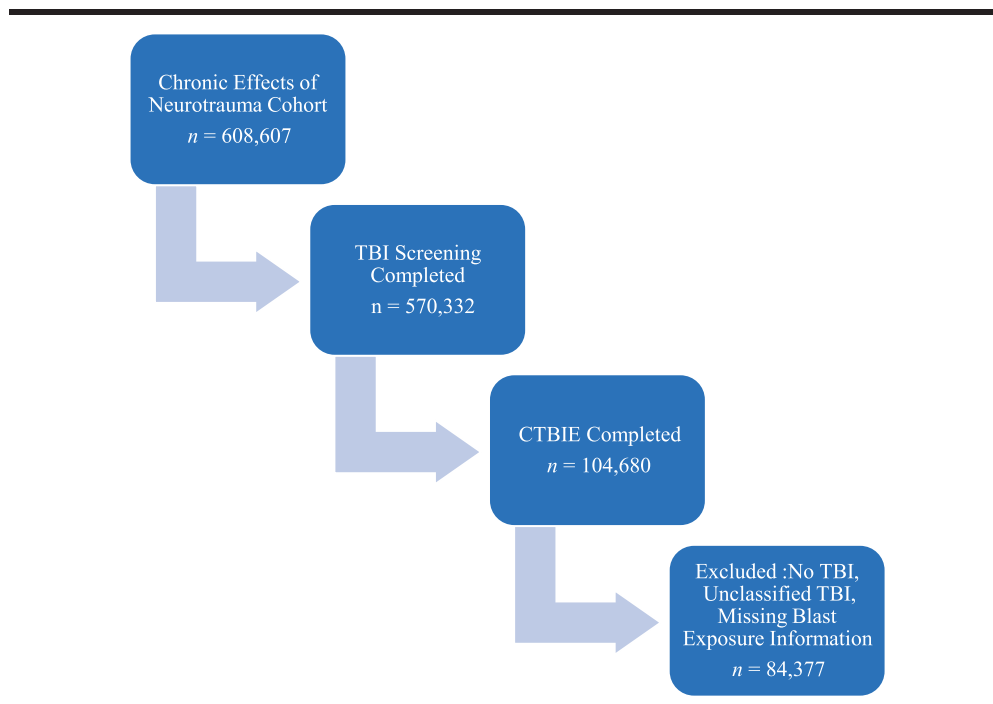 Chronic Effects of
Neurotrauma Cohort
n = 608,607
TBI Screening
Completed
n = 570,332
CTBIE Completed
n = 104,680
Excluded :No TBI,
Unclassified TBI,
Missing Blast
Exposure Information
n = 84,377